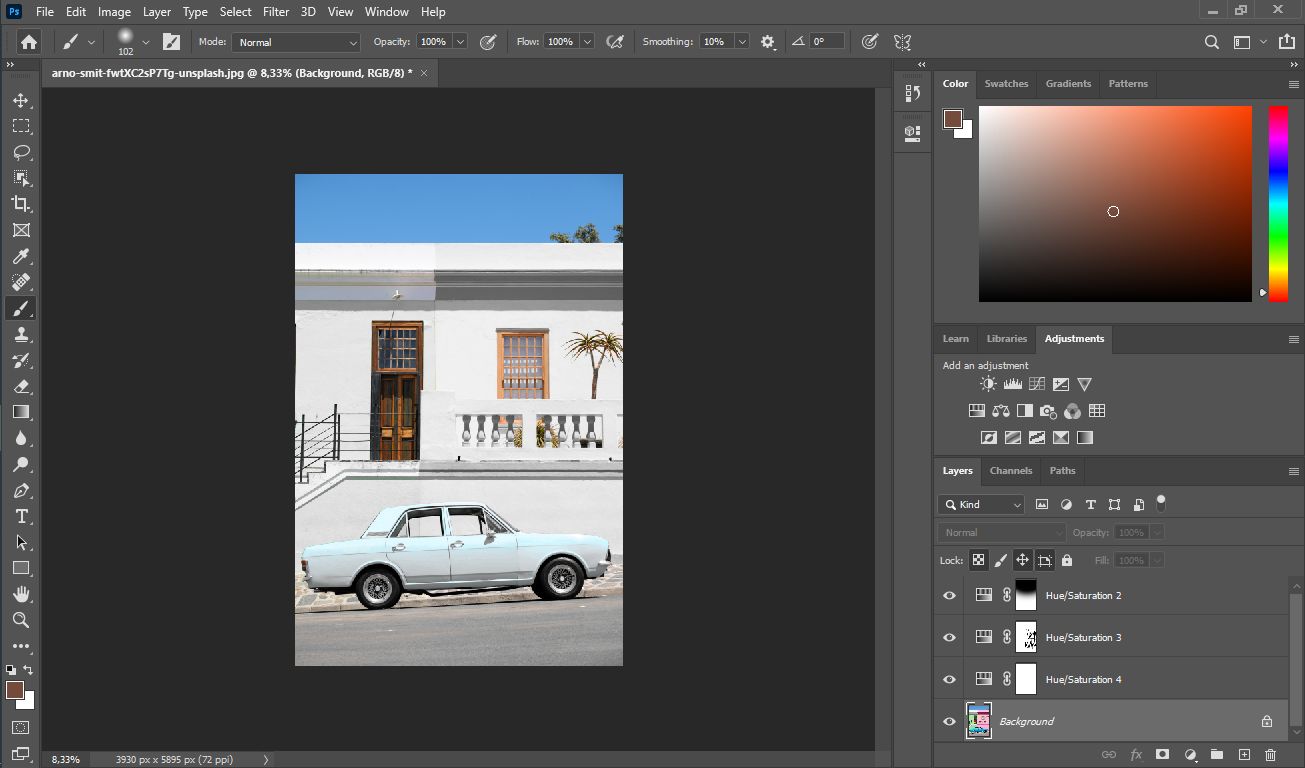 Ps File Edit Image Layer Type Select Filter 3D View Window Help
102 Mode: Normal Opacity: 100% Flow: 100% Smoothing: 10% 0°
arno-smit-fwtXC2sP7Tg-unsplash.jpg @ 8,33% (Background, RGB/8) * ×
Color Swatches Gradients Patterns
Learn Libraries Adjustments
Add an adjustment
Layers Channels Paths
Kind
Normal Opacity: 100%
Lock: Fill: 100%
Hue/Saturation 2
Hue/Saturation 3
Hue/Saturation 4
Background
8,33% 3930 px x 5895 px (72 ppi)